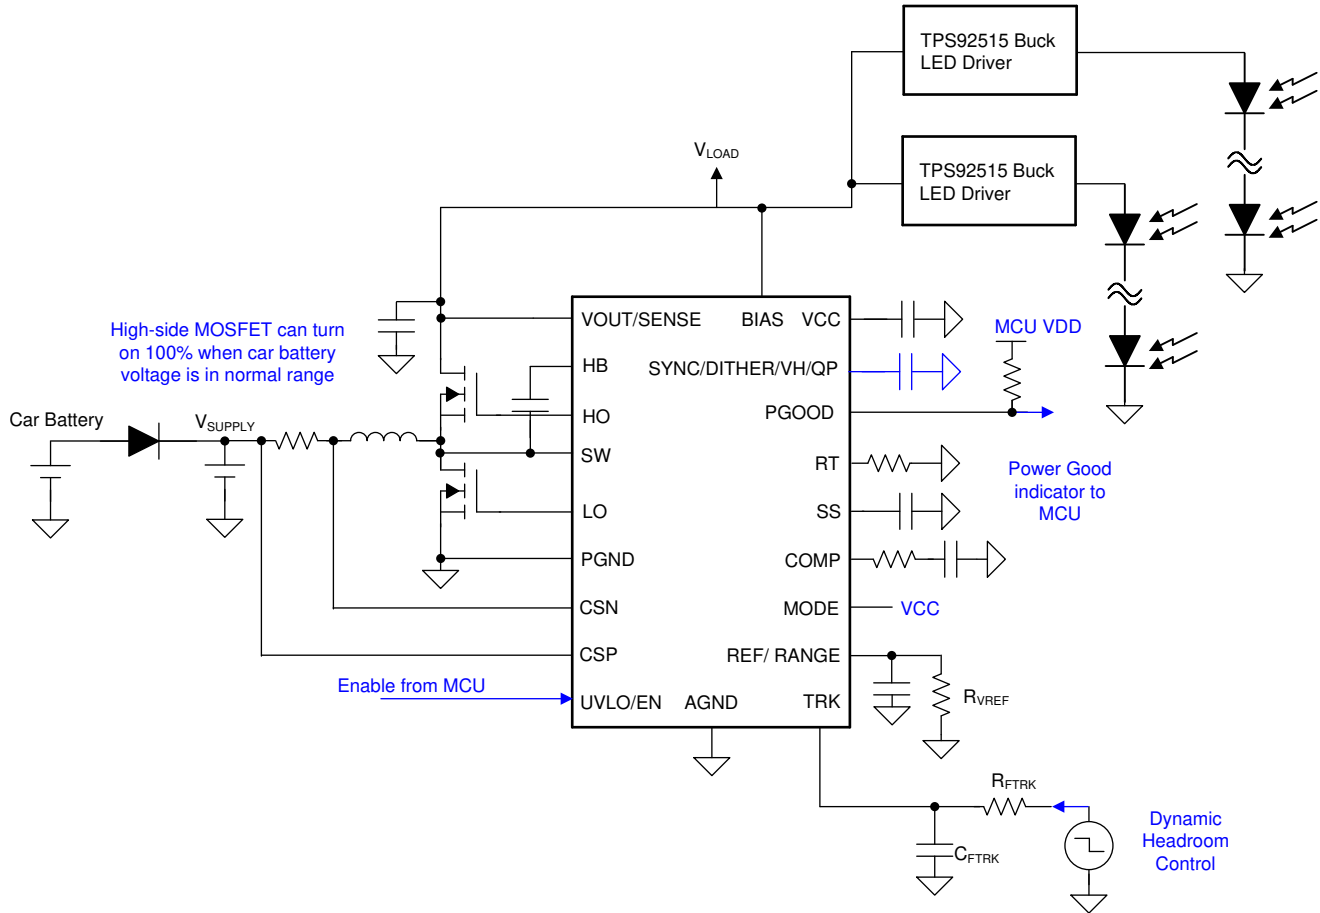 TPS92515 Buck
LED Driver
TPS92515 Buck
LED Driver
VLOAD
High-side MOSFET can turn
on 100% when car battery
voltage is in normal range
Car Battery
VSUPPLY
VOUT/SENSE
BIAS
VCC
HB
SYNC/DITHER/VH/QP
HO
PGOOD
SW
RT
LO
SS
PGND
COMP
CSN
MODE
CSP
REF/ RANGE
UVLO/EN
AGND
TRK
MCU VDD
Power Good
indicator to
MCU
VCC
Enable from MCU
RVREF
RFTRK
CFTRK
Dynamic
Headroom
Control